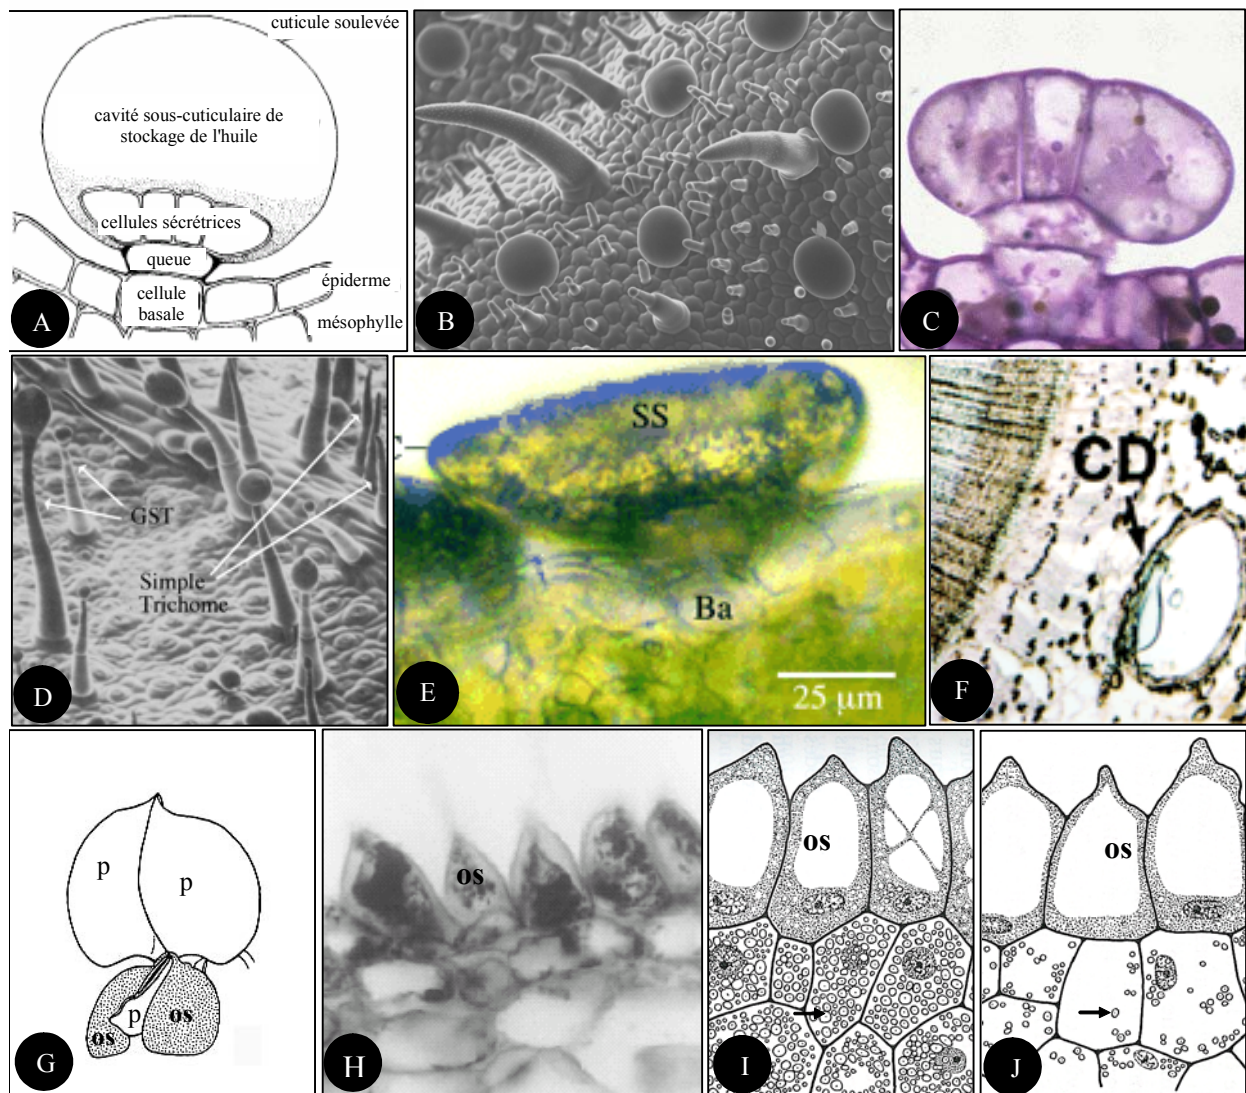 cuticule soulevée
cavité sous-cuticulaire de
stockage de l'huile
cellules sécrétrices
queue
épiderme
cellule
basale
mésophylle
A
B
C
GST
Simple
Trichome
D
SS
Ba
25 µm
E
CD
F
p
p
p
os
os
G
os
H
os
I
os
J